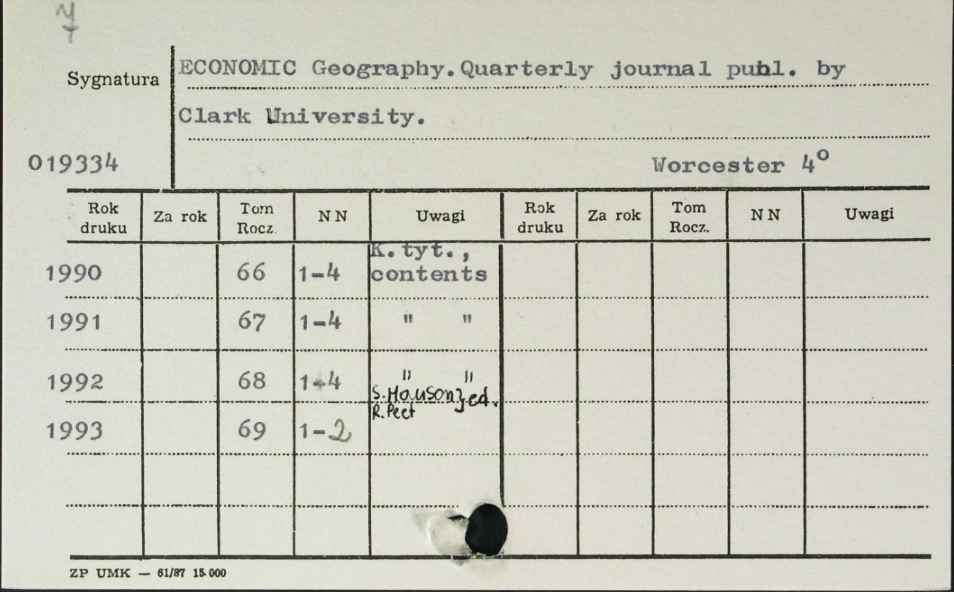 Sygnatura ECONOMIC Geography. Quarterly journal publ. by
Clark University.
019334 Worcester 4°
Rok druku Za rok Tom Rocz. NN Uwagi Rok druku Za rok Tom Rocz. NN Uwagi
K. tyt.,
1990 66 1-4 contents
1991 67 1-4 " "
1992 68 1-4 " "
S. Hauson } ed.
R. Peet
1993 69 1-2
ZP UMK — 61/87 15.000